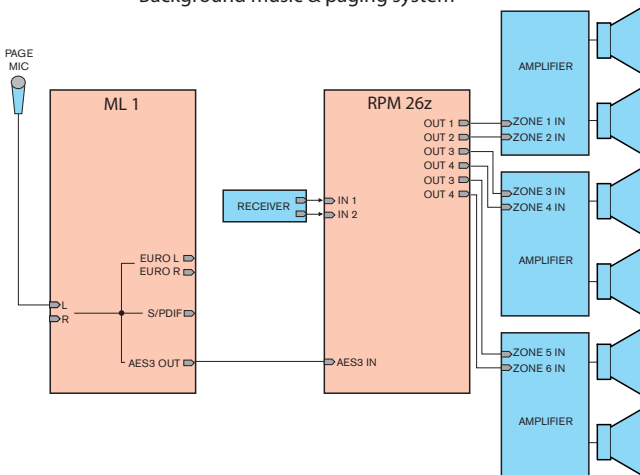 Background music & paging system
PAGE
MIC
ML 1
EURO L
EURO R
L
R
S/PDIF
AES3 OUT
RECEIVER
RPM 26z
OUT 1
OUT 2
OUT 3
OUT 4
OUT 3
OUT 4
IN 1
IN 2
AES3 IN
AMPLIFIER
ZONE 1 IN
ZONE 2 IN
ZONE 3 IN
ZONE 4 IN
AMPLIFIER
ZONE 5 IN
ZONE 6 IN
AMPLIFIER